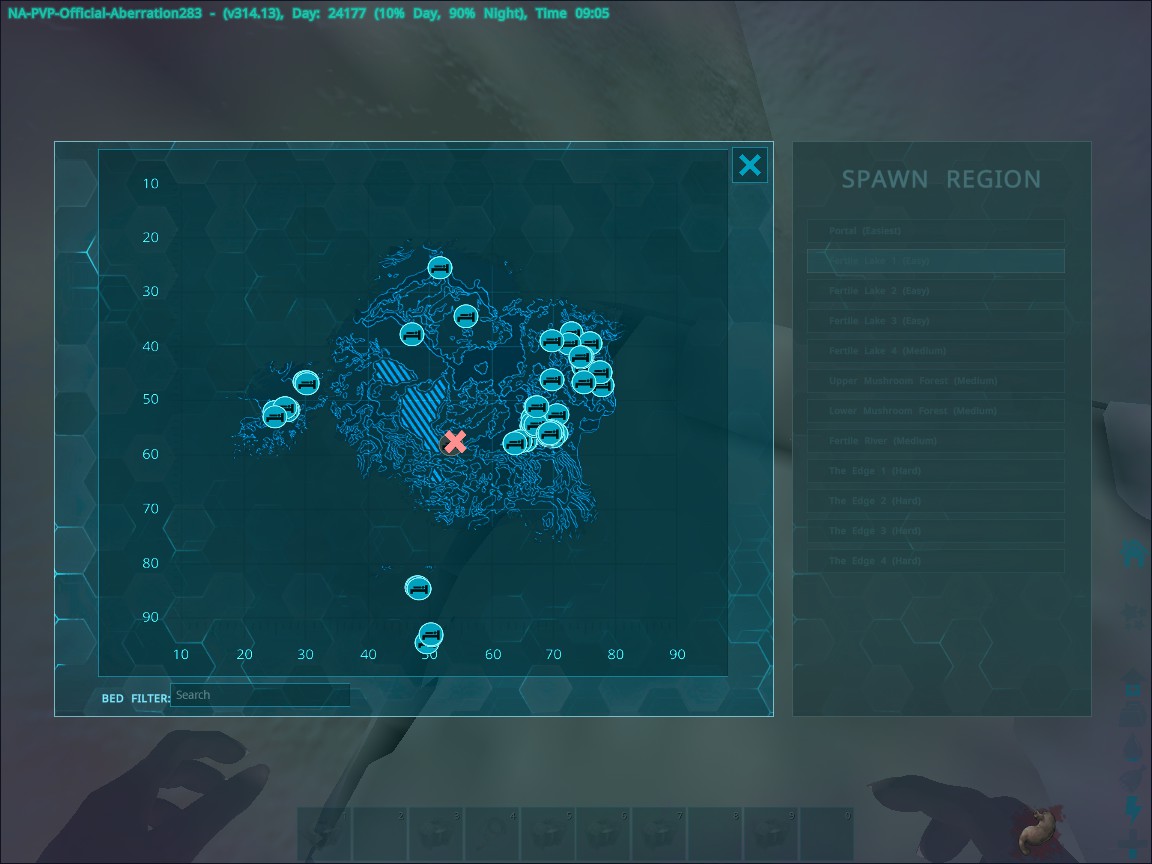 NA-PVP-Official-Aberration283 - (v314.13), Day: 24177 (10% Day, 90% Night), Time 09:05
SPAWN REGION
Portal (Easiest)
Fertile Lake 1 (Easy)
Fertile Lake 2 (Easy)
Fertile Lake 3 (Easy)
Fertile Lake 4 (Medium)
Upper Mushroom Forest (Medium)
Lower Mushroom Forest (Medium)
Fertile River (Medium)
The Edge 1 (Hard)
The Edge 2 (Hard)
The Edge 3 (Hard)
The Edge 4 (Hard)
10
20
30
40
50
60
70
80
90
10 20 30 40 50 60 70 80 90
BED FILTER: Search